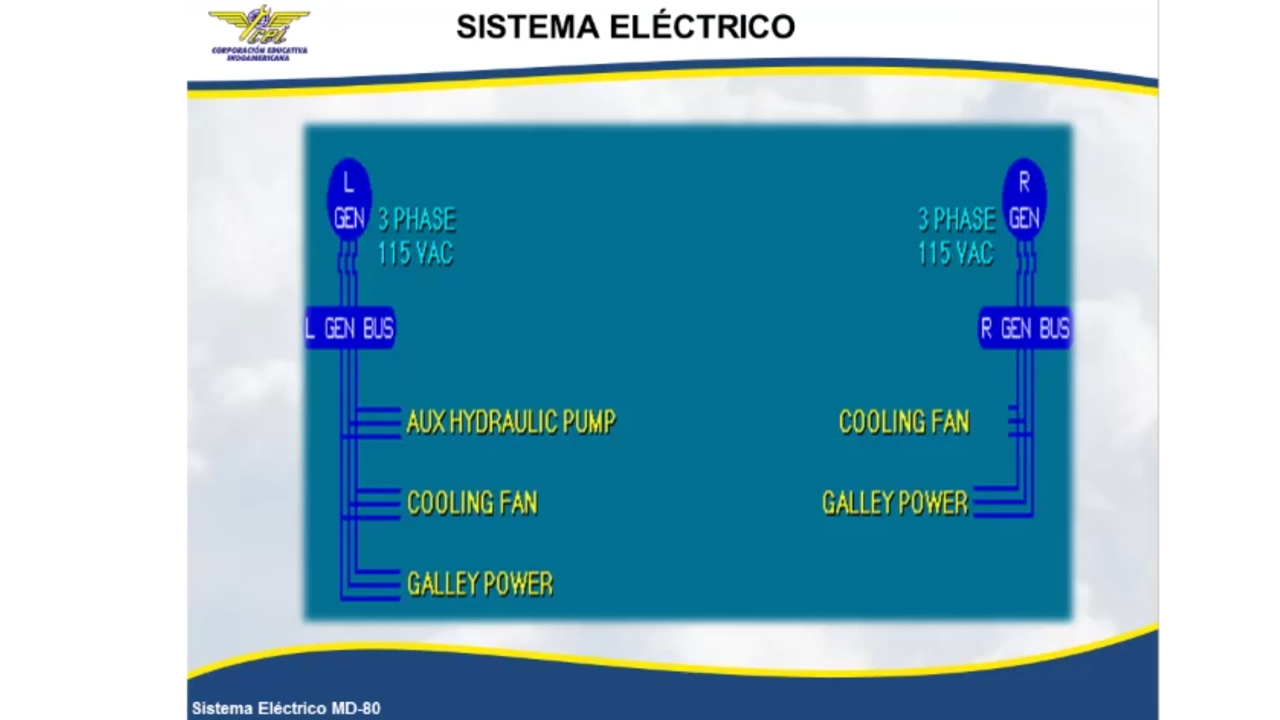 CPI
CORPORACIÓN EDUCATIVA
INDOAMERICANA
SISTEMA ELÉCTRICO
L
GEN
3 PHASE
115 VAC
L GEN BUS
AUX HYDRAULIC PUMP
COOLING FAN
GALLEY POWER
R
GEN
3 PHASE
115 VAC
R GEN BUS
COOLING FAN
GALLEY POWER
Sistema Eléctrico MD-80